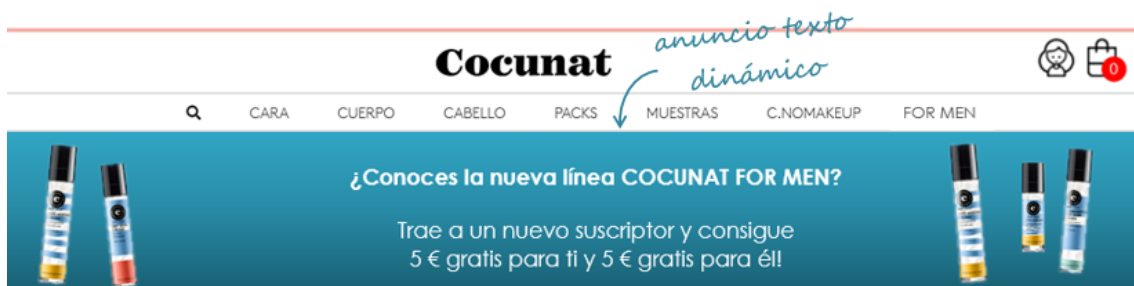 anuncio texto
dinámico
Cocunat
0
CARA CUERPO CABELLO PACKS MUESTRAS C.NOMAKEUP FOR MEN
¿Conoces la nueva línea COCUNAT FOR MEN?
Trae a un nuevo suscriptor y consigue
5 € gratis para ti y 5 € gratis para él!